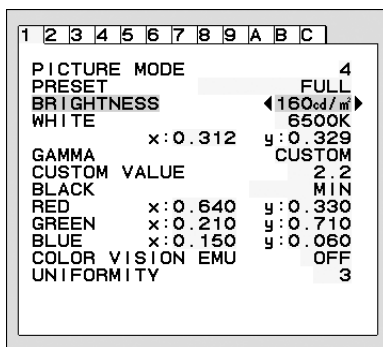 1 2 3 4 5 6 7 8 9 A B C
PICTURE MODE 4
PRESET FULL
BRIGHTNESS ◀160cd/㎡▶
WHITE 6500K
x:0.312 y:0.329
GAMMA CUSTOM
CUSTOM VALUE 2.2
BLACK MIN
RED x:0.640 y:0.330
GREEN x:0.210 y:0.710
BLUE x:0.150 y:0.060
COLOR VISION EMU OFF
UNIFORMITY 3